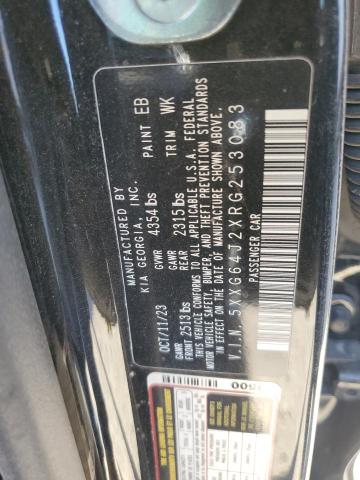 MANUFACTURED BY
KIA GEORGIA, INC.
PAINT EB
OCT/11/23
GVWR 4354 lbs
TRIM WK
GAWR FRONT 2513 lbs
GAWR REAR 2315 lbs
THIS VEHICLE CONFORMS TO ALL APPLICABLE U.S.A. FEDERAL
MOTOR VEHICLE SAFETY, BUMPER, AND THEFT PREVENTION STANDARDS
IN EFFECT ON THE DATE OF MANUFACTURE SHOWN ABOVE.
V.I.N. 5XXG64J2XRG253083
PASSENGER CAR